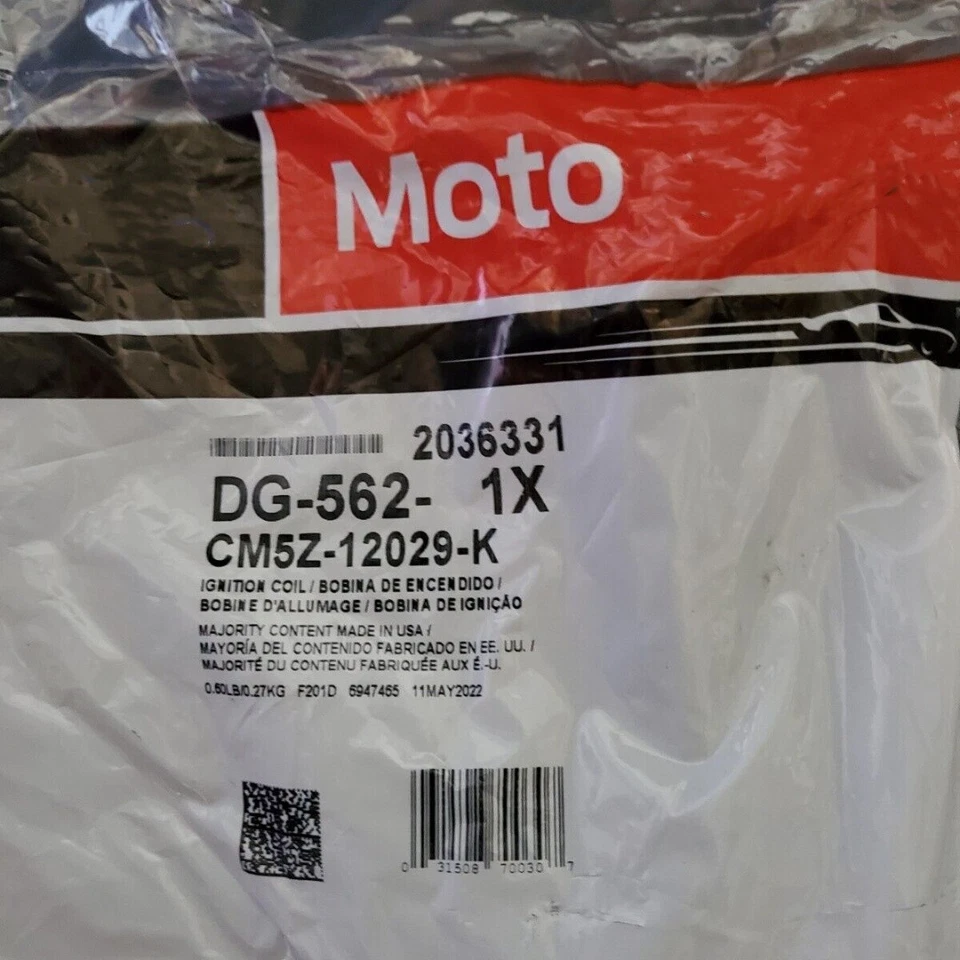 Moto
2036331
DG-562- 1X
CM5Z-12029-K
IGNITION COIL / BOBINA DE ENCENDIDO /
BOBINE D'ALLUMAGE / BOBINA DE IGNIÇÃO
MAJORITY CONTENT MADE IN USA /
MAYORÍA DEL CONTENIDO FABRICADO EN EE. UU. /
MAJORITÉ DU CONTENU FABRIQUÉE AUX É.-U.
0.60LB/0.27KG F201D 6947465 11MAY2022
0 31508 70030 7